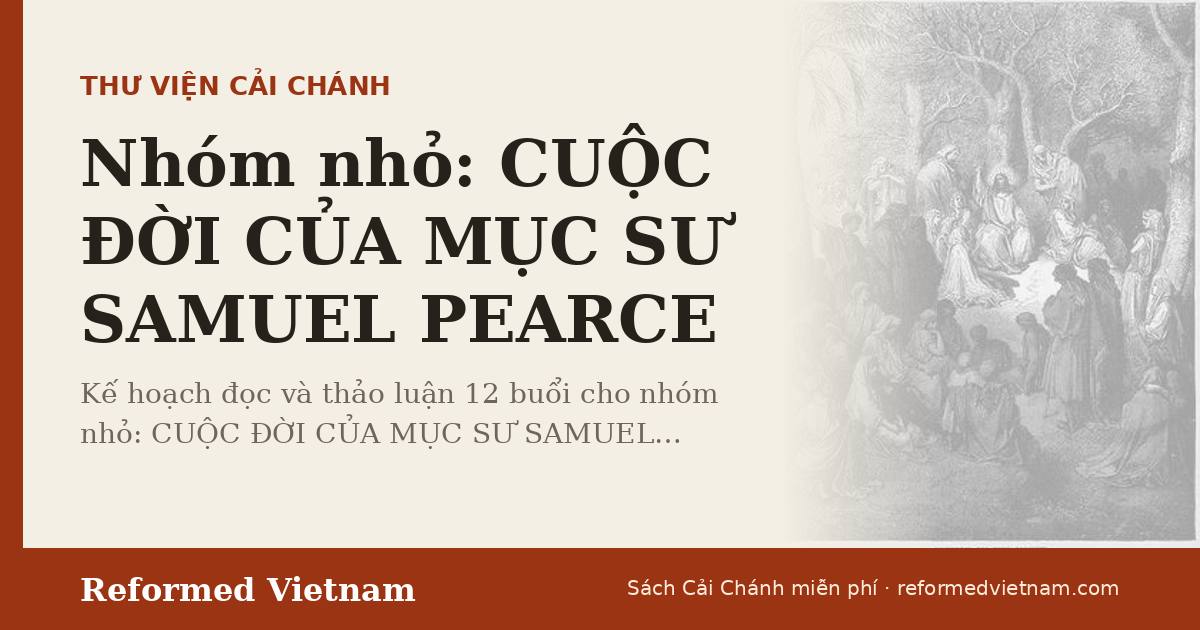 THƯ VIỆN CẢI CHÁNH
Nhóm nhỏ: CUỘC
ĐỜI CỦA MỤC SƯ
SAMUEL PEARCE
Kế hoạch đọc và thảo luận 12 buổi cho nhóm
nhỏ: CUỘC ĐỜI CỦA MỤC SƯ SAMUEL...
Reformed Vietnam
Sách Cải Chánh miễn phí · reformedvietnam.com